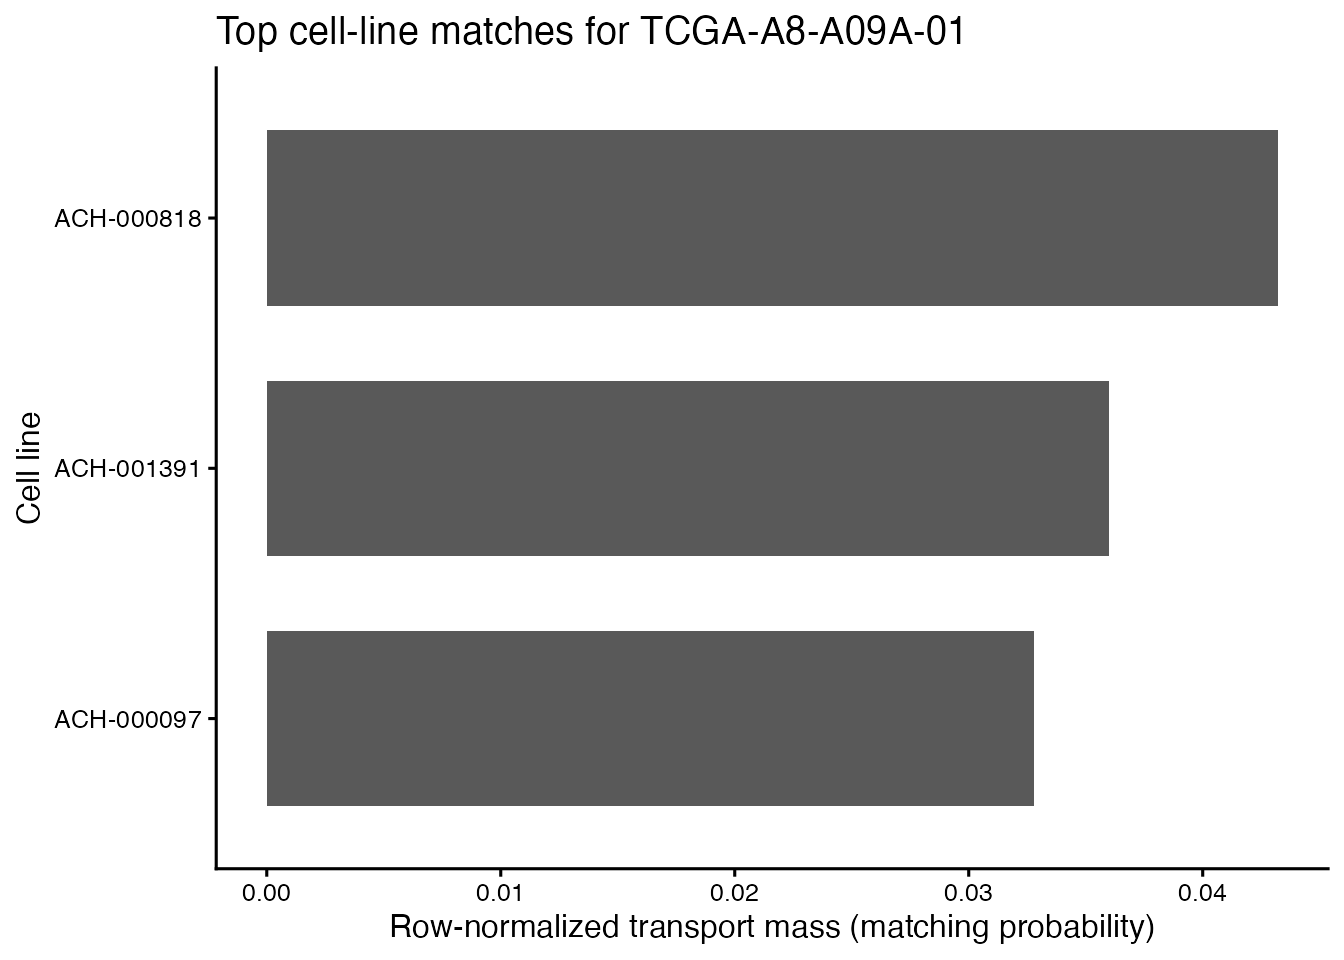 Top cell-line matches for TCGA-A8-A09A-01
ACH-000818
ACH-001391
ACH-000097
Cell line
0.00 0.01 0.02 0.03 0.04
Row-normalized transport mass (matching probability)